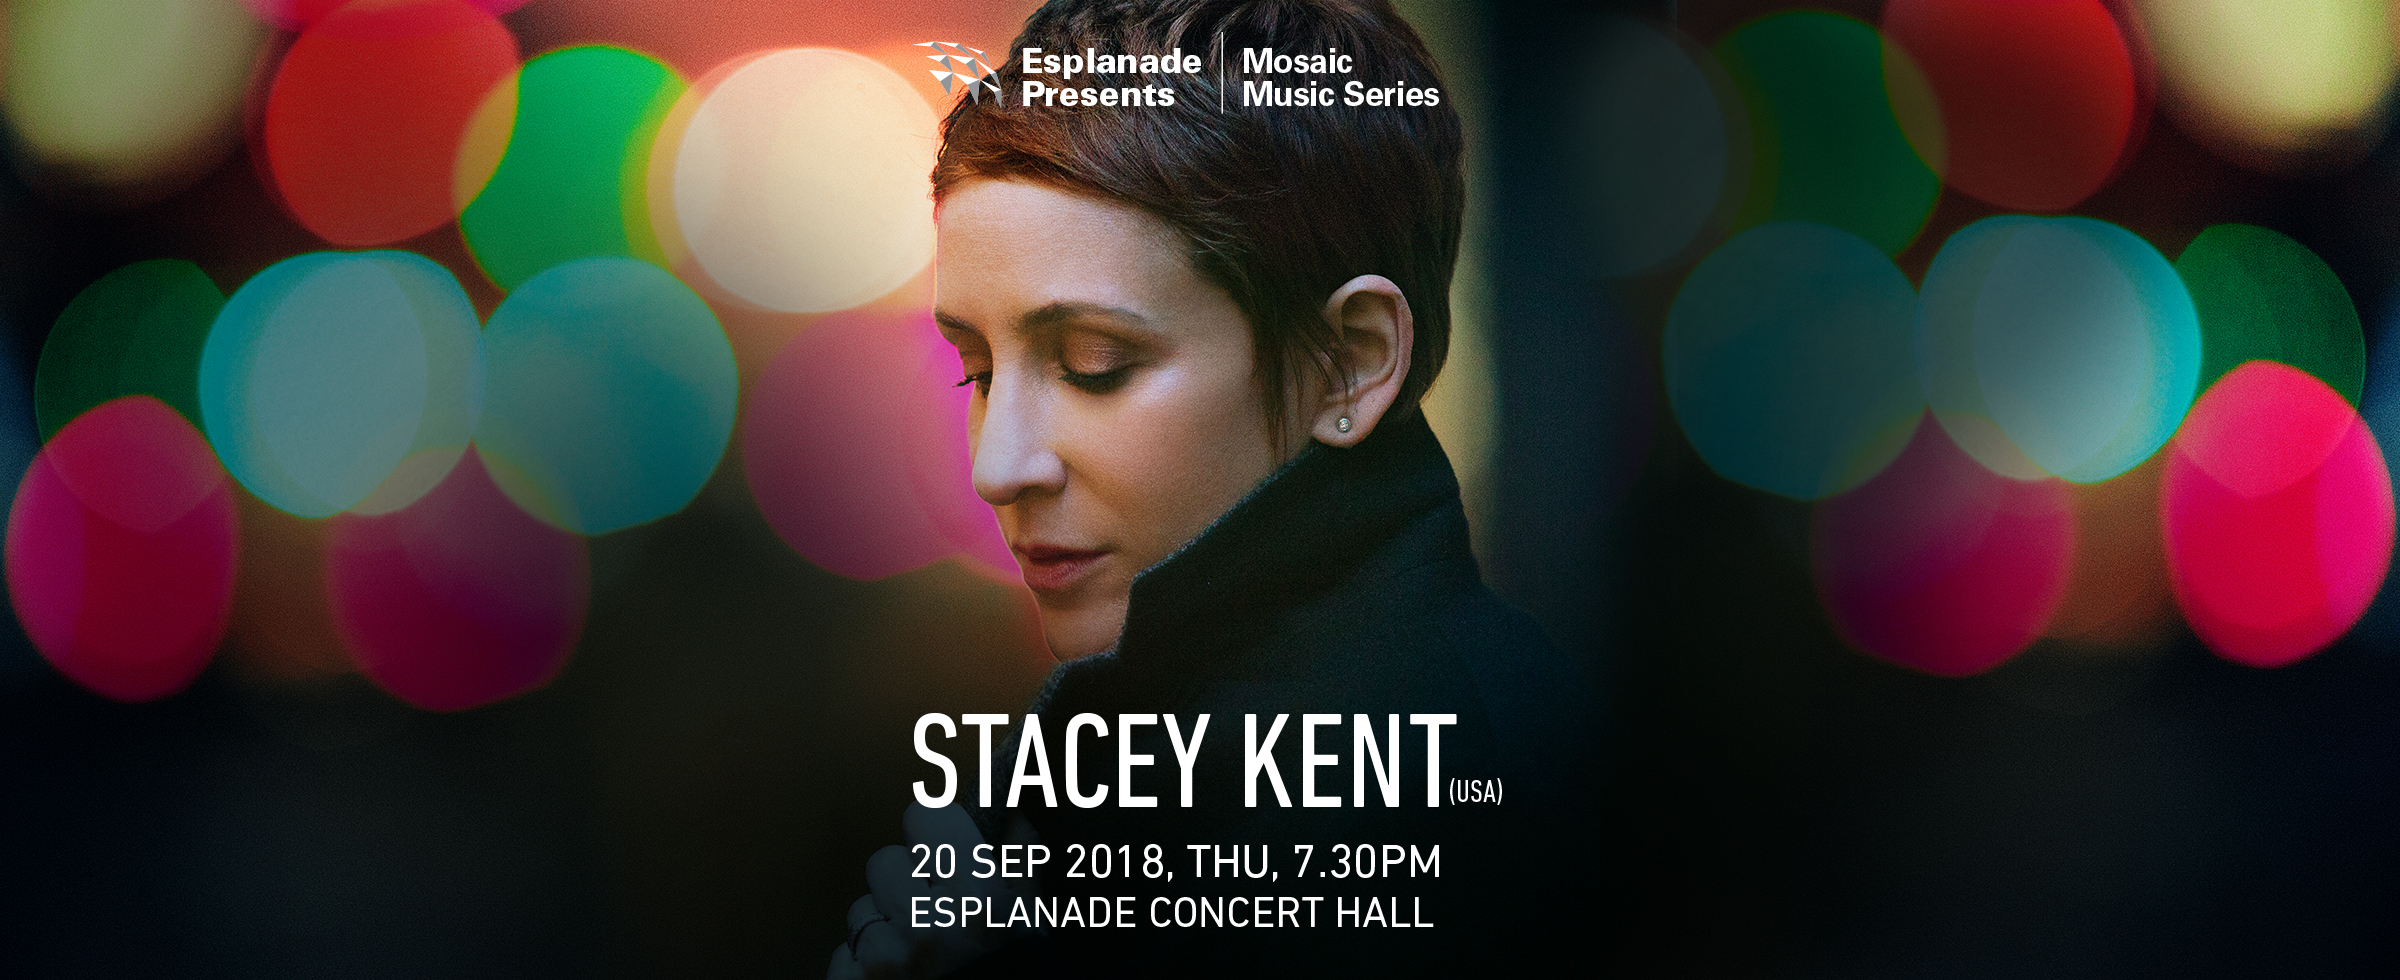 Esplanade
Presents
Mosaic
Music Series
STACEY KENT (USA)
20 SEP 2018, THU, 7.30PM
ESPLANADE CONCERT HALL